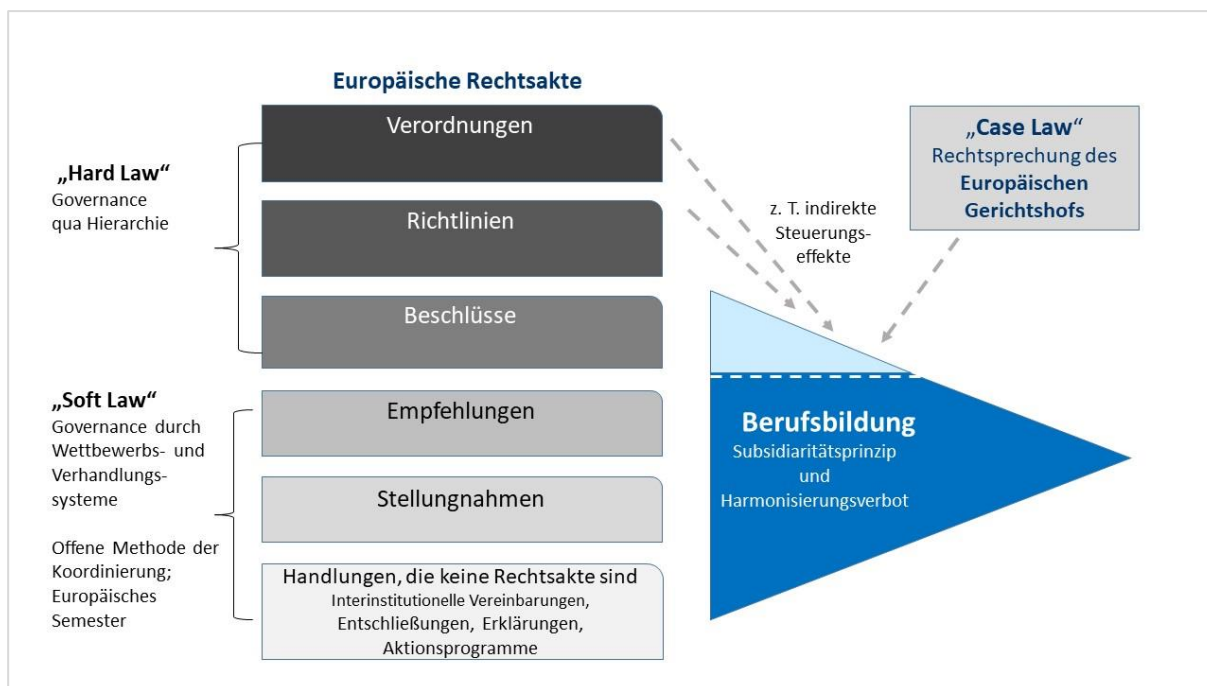 Europäische Rechtsakte
„Hard Law“
Governance
qua Hierarchie
Verordnungen
Richtlinien
Beschlüsse
„Soft Law“
Governance durch
Wettbewerbs- und
Verhandlungs-
systeme
Offene Methode der
Koordinierung;
Europäisches
Semester
Empfehlungen
Stellungnahmen
Handlungen, die keine Rechtsakte sind
Interinstitutionelle Vereinbarungen,
Entschließungen, Erklärungen,
Aktionsprogramme
z. T. indirekte
Steuerungs-
effekte
„Case Law“
Rechtsprechung des
Europäischen
Gerichtshofs
Berufsbildung
Subsidiaritätsprinzip
und
Harmonisierungsverbot